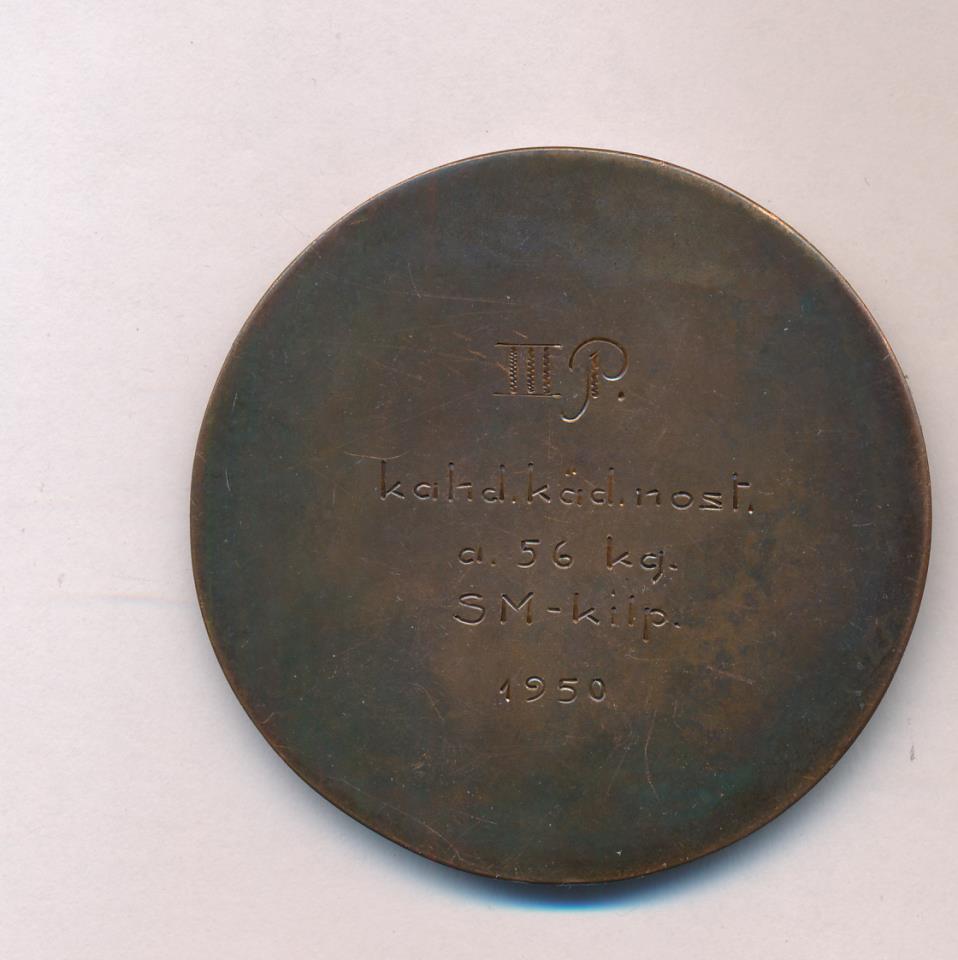 III P.
kahd.käd.nost.
a. 56 kg.
SM-kilp.
1950